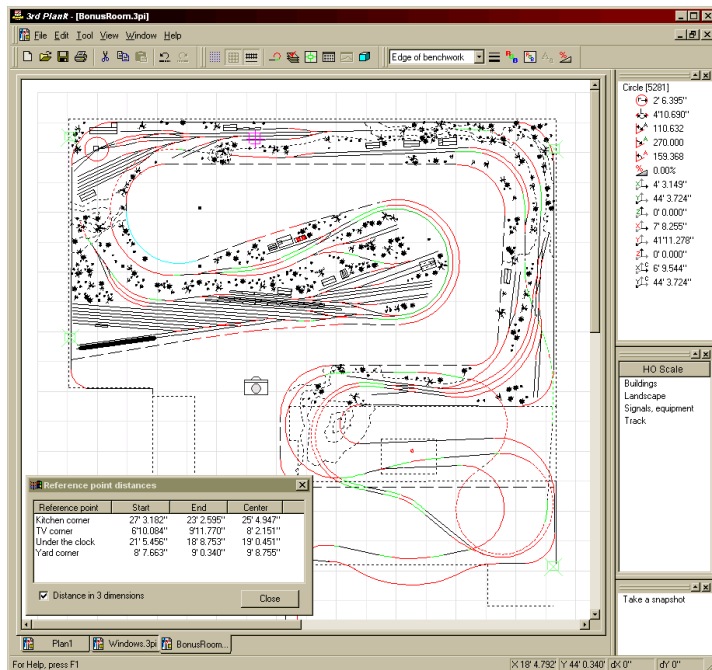 3rd PlanR - [BonusRoom.3pi]
File Edit Tool View Window Help
Edge of benchwork
Circle [5281]
2' 6.395"
4'10.690"
110.632
270.000
159.368
0.00%
4' 3.149"
44' 3.724"
0' 0.000"
7' 8.255"
41'11.278"
0' 0.000"
6' 9.544"
44' 3.724"
HO Scale
Buildings
Landscape
Signals, equipment
Track
Reference point distances
Reference point Start End Center
Kitchen corner 27' 3.182" 23' 2.595" 25' 4.947"
TV corner 6'10.084" 9'11.770" 8' 2.151"
Under the clock 21' 5.456" 18' 8.753" 19' 0.451"
Yard corner 8' 7.663" 9' 0.340" 9' 8.755"
Distance in 3 dimensions
Close
Take a snapshot
Plan1 Windows.3pi BonusRoom...
For Help, press F1
X 18' 4.792" Y 44' 0.340" dX 0" dY 0"